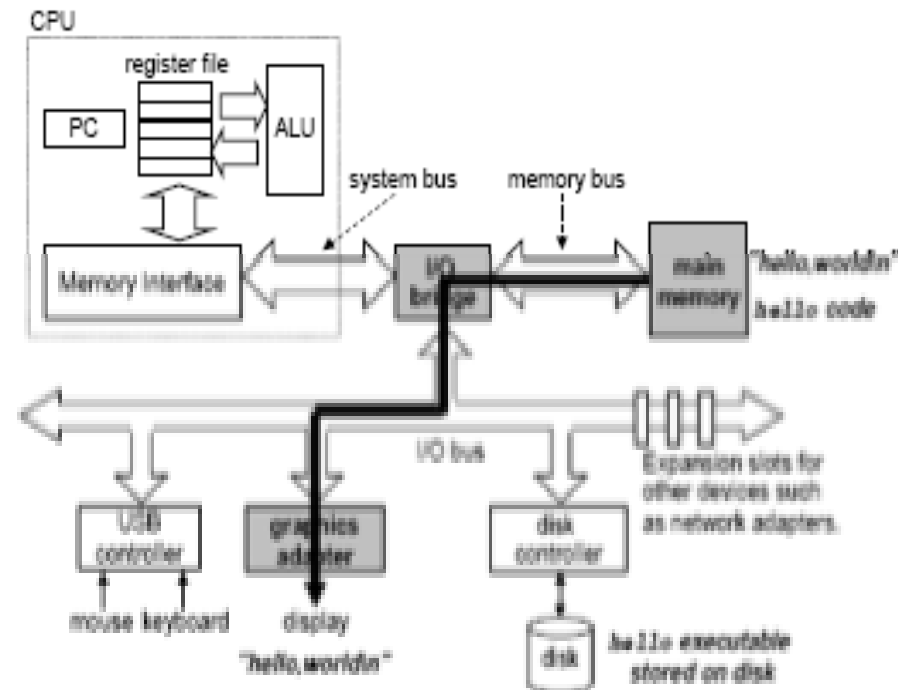 CPU
register file
PC
ALU
system bus
memory bus
Memory Interface
I/O
bridge
main
memory
"hello,world\n"
hello code
I/O bus
Expansion slots for
other devices such
as network adapters.
USB
controller
graphics
adapter
disk
controller
mouse keyboard
display
"hello,world\n"
disk
hello executable
stored on disk